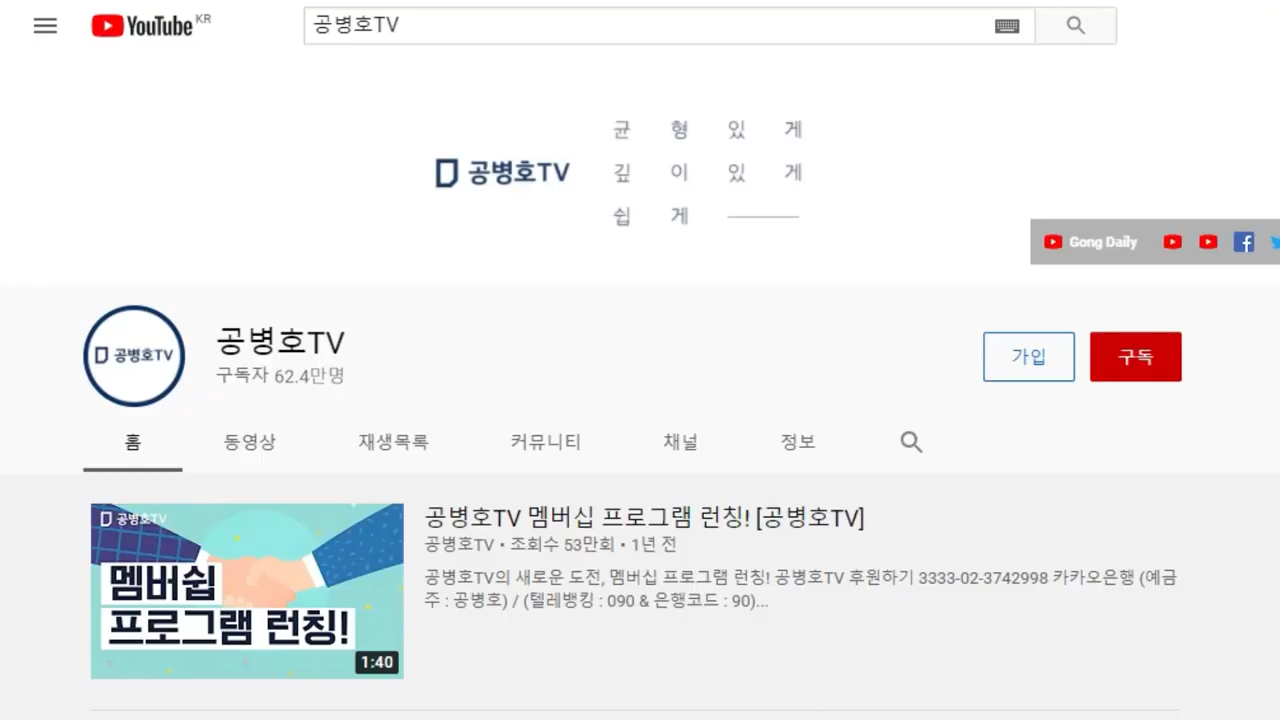 YouTube KR
공병호TV
균 형 있 게
공병호TV
깊 이 있 게
쉽 게
Gong Daily
공병호TV
공병호TV
구독자 62.4만명
가입
구독
홈 동영상 재생목록 커뮤니티 채널 정보
공병호TV
멤버쉽
프로그램 런칭!
1:40
공병호TV 멤버십 프로그램 런칭! [공병호TV]
공병호TV • 조회수 53만회 • 1년 전
공병호TV의 새로운 도전, 멤버십 프로그램 런칭! 공병호TV 후원하기 3333-02-3742998 카카오은행 (예금
주 : 공병호) / (텔레뱅킹 : 090 & 은행코드 : 90)...